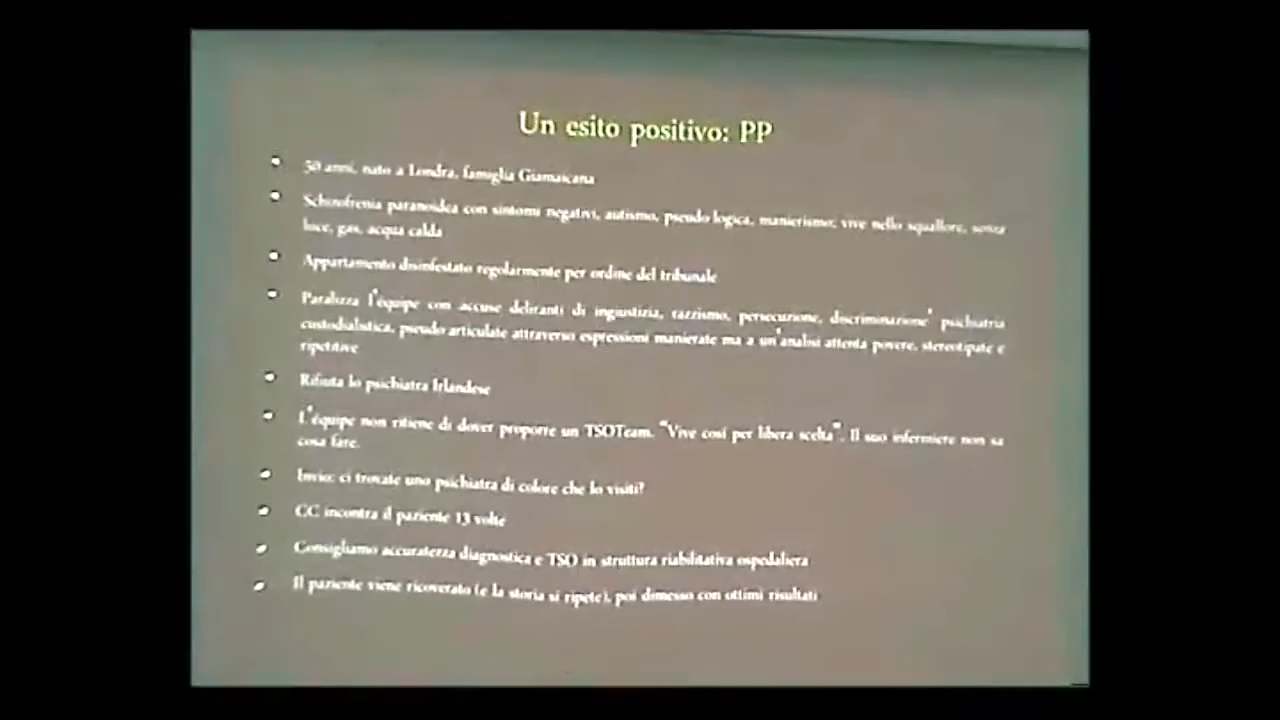 Un esito positivo: PP
50 anni, nato a Londra, famiglia Giamaicana
Schizofrenia paranoidea con sintomi negativi, autismo, pseudo logica, manierismo; vive nello squallore, senza
luce, gas, acqua calda
Appartamento disinfestato regolarmente per ordine del tribunale
Paralizza l'équipe con accuse deliranti di ingiustizia, razzismo, persecuzione, discriminazione' psichiatria
custodialistica, pseudo articulate attraverso espressioni manierate ma a un'analisi attenta povere, stereotipate e
ripetitive
Rifiuta lo psichiatra Irlandese
L'équipe non ritiene di dover proporre un TSOTeam. "Vive così per libera scelta". Il suo infermiere non sa
cosa fare.
Invio: ci trovate uno psichiatra di colore che lo visiti?
CC incontra il paziente 13 volte
Consigliamo accuratezza diagnostica e TSO in struttura riabilitativa ospedaliera
Il paziente viene ricoverato (e la storia si ripete), poi dimesso con ottimi risultati